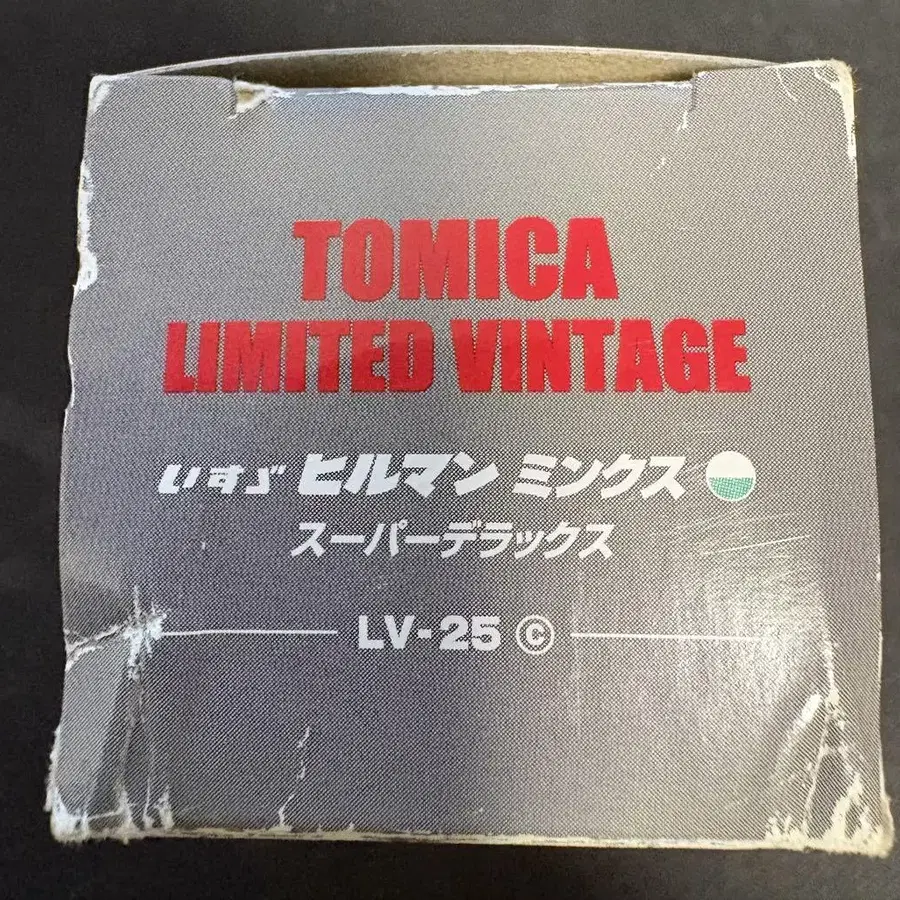 TOMICA
LIMITED VINTAGE
いすゞ ヒルマン ミンクス
スーパーデラックス
LV-25 ⓒ